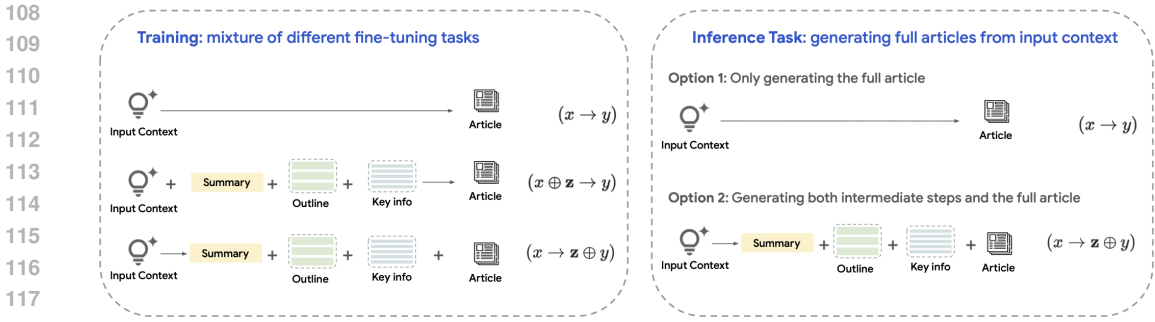 108
109
110
111
112
113
114
115
116
117
Training: mixture of different fine-tuning tasks
Input Context
Article
(x → y)
Input Context
+
Summary
+
Outline
+
Key info
Article
(x ⊕ z → y)
Input Context
Summary
+
Outline
+
Key info
+
Article
(x → z ⊕ y)
Inference Task: generating full articles from input context
Option 1: Only generating the full article
Input Context
Article
(x → y)
Option 2: Generating both intermediate steps and the full article
Input Context
Summary
+
Outline
+
Key info
+
Article
(x → z ⊕ y)